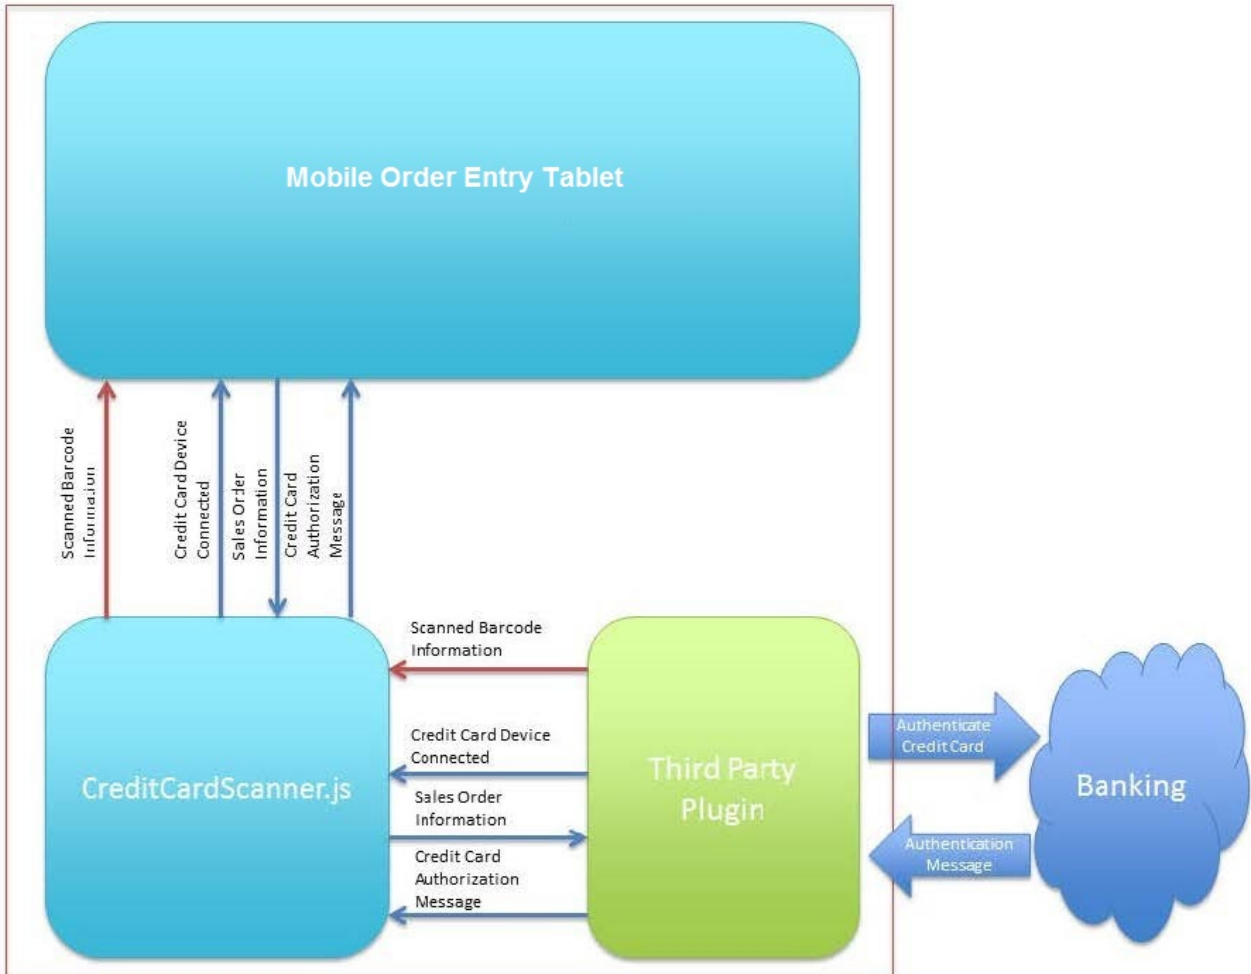 Mobile Order Entry Tablet
Scanned Barcode
Information
Credit Card Device
Connected
Sales Order
Information
Credit Card
Authorization
Message
Scanned Barcode
Information
Credit Card Device
Connected
Sales Order
Information
Credit Card
Authorization
Message
CreditCardScanner.js
Third Party
Plugin
Authenticate
Credit Card
Authentication
Message
Banking